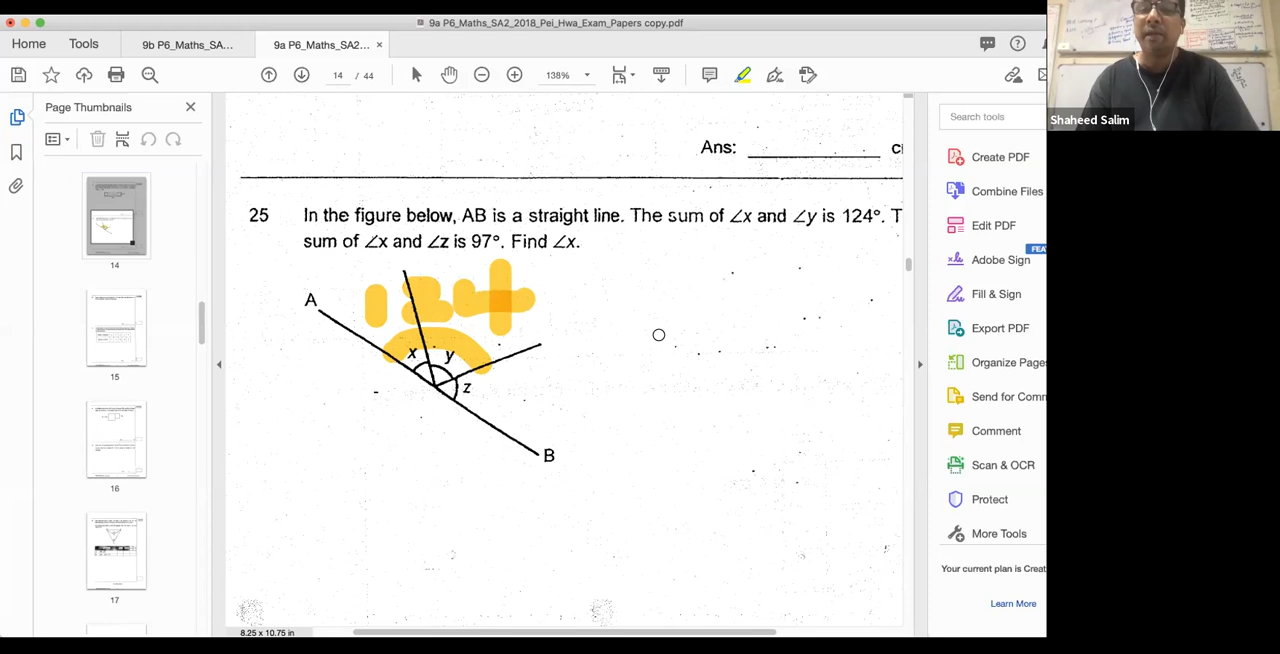 9a P6_Maths_SA2_2018_Pei_Hwa_Exam_Papers copy.pdf
Home Tools 9b P6_Maths_SA... 9a P6_Maths_SA2... ×
14 / 44 138%
Page Thumbnails
14
15
16
17
Ans:
25 In the figure below, AB is a straight line. The sum of ∠x and ∠y is 124°. T
sum of ∠x and ∠z is 97°. Find ∠x.
124
A
x y
z
B
8.25 x 10.75 in
Search tools
Create PDF
Combine Files
Edit PDF
FEA
Adobe Sign
Fill & Sign
Export PDF
Organize Pages
Send for Comm
Comment
Scan & OCR
Protect
More Tools
Your current plan is Creat
Learn More
Shaheed Salim